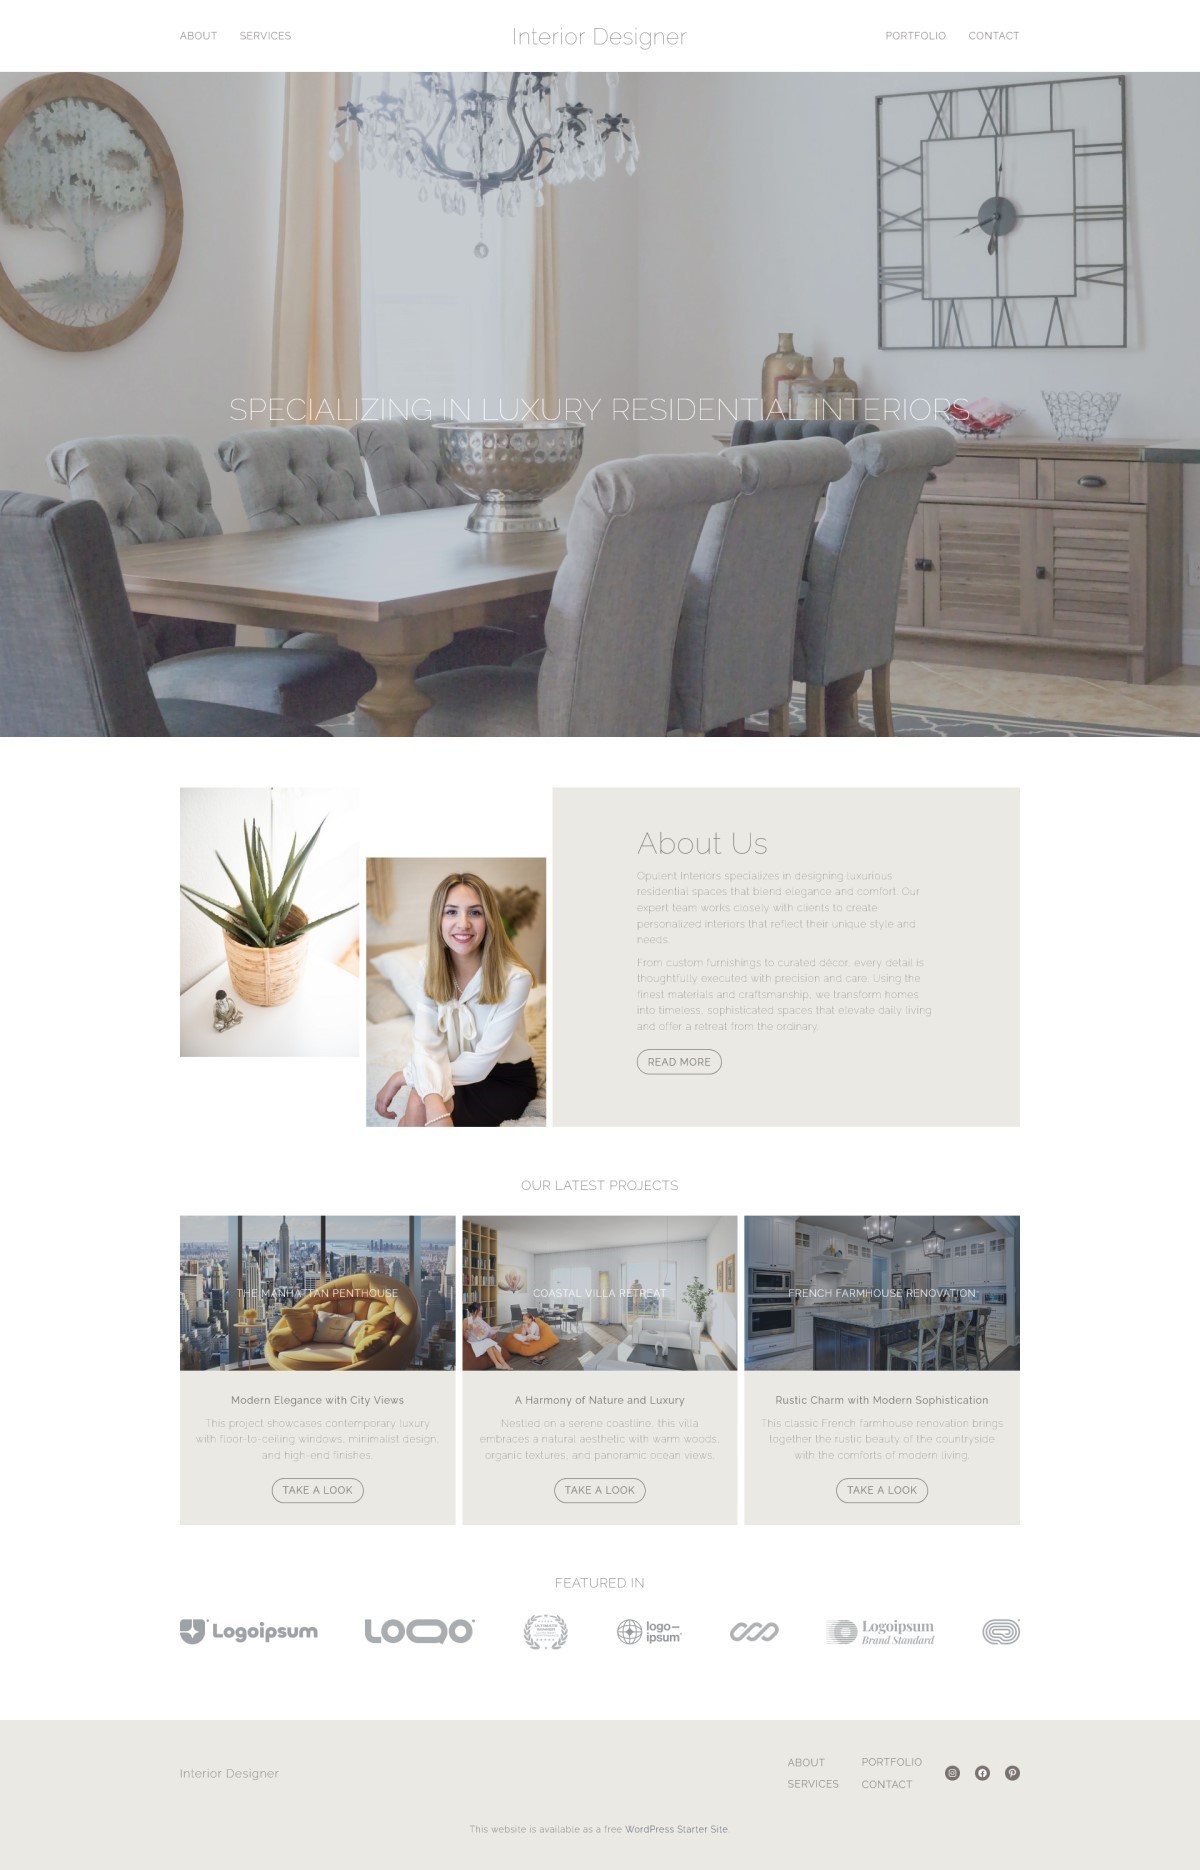 ABOUT SERVICES Interior Designer PORTFOLIO CONTACT
SPECIALIZING IN LUXURY RESIDENTIAL INTERIORS
About Us
Opulent Interiors specializes in designing luxurious
residential spaces that blend elegance and comfort. Our
expert team works closely with clients to create
personalized interiors that reflect their unique style and
needs.
From custom furnishings to curated décor, every detail is
thoughtfully executed with precision and care. Using the
finest materials and craftsmanship, we transform homes
into timeless, sophisticated spaces that elevate daily living
and offer a retreat from the ordinary.
READ MORE
OUR LATEST PROJECTS
THE MANHATTAN PENTHOUSE
Modern Elegance with City Views
This project showcases contemporary luxury
with floor-to-ceiling windows, minimalist design,
and high-end finishes.
TAKE A LOOK
COASTAL VILLA RETREAT
A Harmony of Nature and Luxury
Nestled on a serene coastline, this villa
embraces a natural aesthetic with warm woods,
organic textures, and panoramic ocean views.
TAKE A LOOK
FRENCH FARMHOUSE RENOVATION
Rustic Charm with Modern Sophistication
This classic French farmhouse renovation brings
together the rustic beauty of the countryside
with the comforts of modern living.
TAKE A LOOK
FEATURED IN
Logoipsum
LOQO
logo—
ipsum
Logoipsum
Brand Standard
Interior Designer
ABOUT PORTFOLIO
SERVICES CONTACT
This website is available as a free WordPress Starter Site.